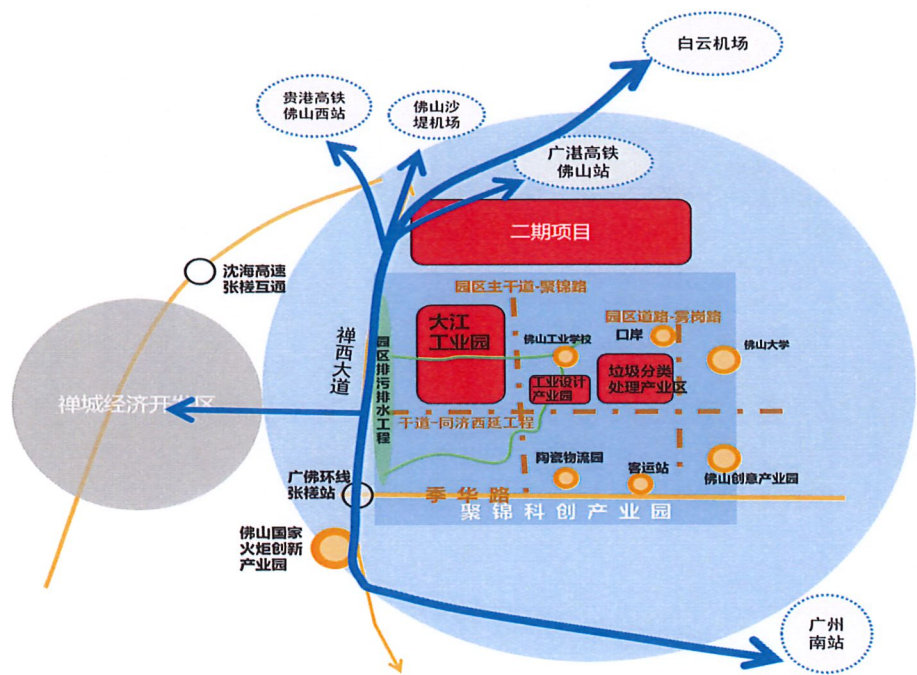 白云机场
贵港高铁
佛山西站
佛山沙
堤机场
广湛高铁
佛山站
二期项目
沈海高速
张槎互通
园区主干道-聚锦路
大江
工业园
园区道路-雾岗路
口岸
佛山工业学校
佛山大学
禅西大道
园区排污排水工程
垃圾分类
处理产业区
工业设计
产业园
禅城经济开发区
干道-同济西延工程
陶瓷物流园
客运站
佛山创意产业园
广佛环线
张槎站
季华路
聚锦科创产业园
佛山国家
火炬创新
产业园
广州
南站